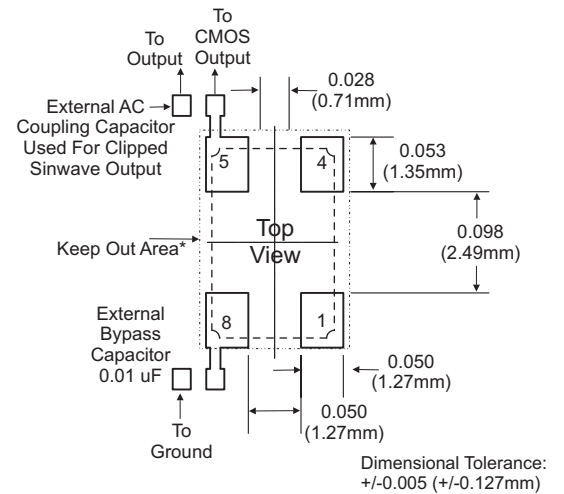 To
Output
To
CMOS
Output
0.028
(0.71mm)
External AC
Coupling Capacitor
Used For Clipped
Sinwave Output
5
4
0.053
(1.35mm)
Keep Out Area*
Top
View
0.098
(2.49mm)
External
Bypass
Capacitor
0.01 uF
8
1
0.050
(1.27mm)
0.050
(1.27mm)
To
Ground
Dimensional Tolerance:
+/-0.005 (+/-0.127mm)